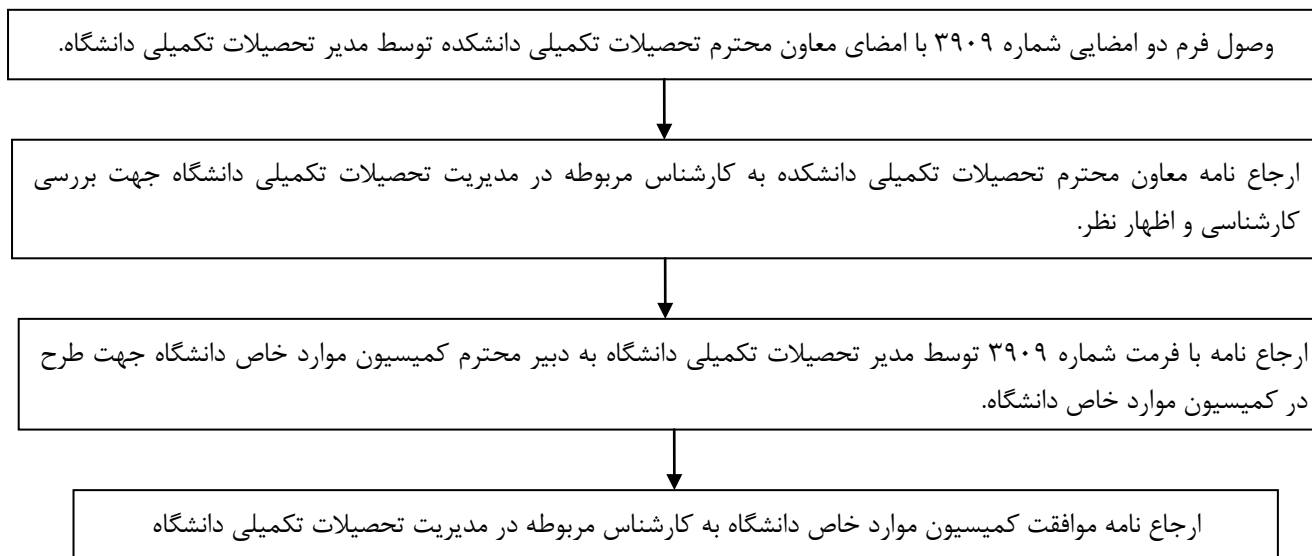 وصول فرم دو امضایی شماره ۳۹۰۹ با امضای معاون محترم تحصیلات تکمیلی دانشکده توسط مدیر تحصیلات تکمیلی دانشگاه.
ارجاع نامه معاون محترم تحصیلات تکمیلی دانشکده به کارشناس مربوطه در مدیریت تحصیلات تکمیلی دانشگاه جهت بررسی
کارشناسی و اظهار نظر.
ارجاع نامه با فرمت شماره ۳۹۰۹ توسط مدیر تحصیلات تکمیلی دانشگاه به دبیر محترم کمیسیون موارد خاص دانشگاه جهت طرح
در کمیسیون موارد خاص دانشگاه.
ارجاع نامه موافقت کمیسیون موارد خاص دانشگاه به کارشناس مربوطه در مدیریت تحصیلات تکمیلی دانشگاه